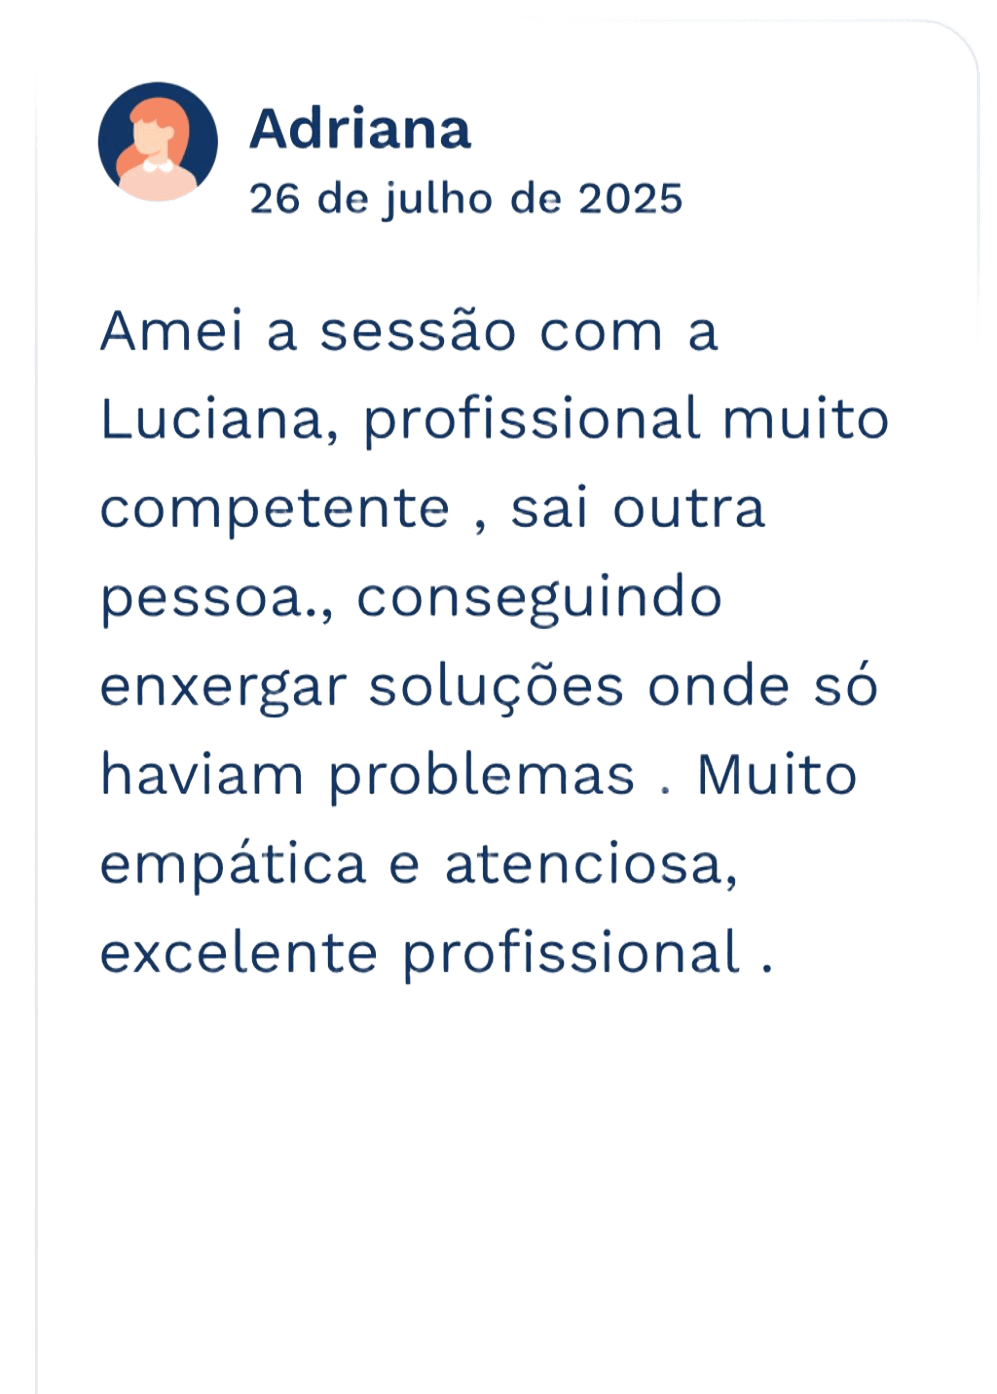 Adriana
26 de julho de 2025
Amei a sessão com a
Luciana, profissional muito
competente , sai outra
pessoa., conseguindo
enxergar soluções onde só
haviam problemas . Muito
empática e atenciosa,
excelente profissional .